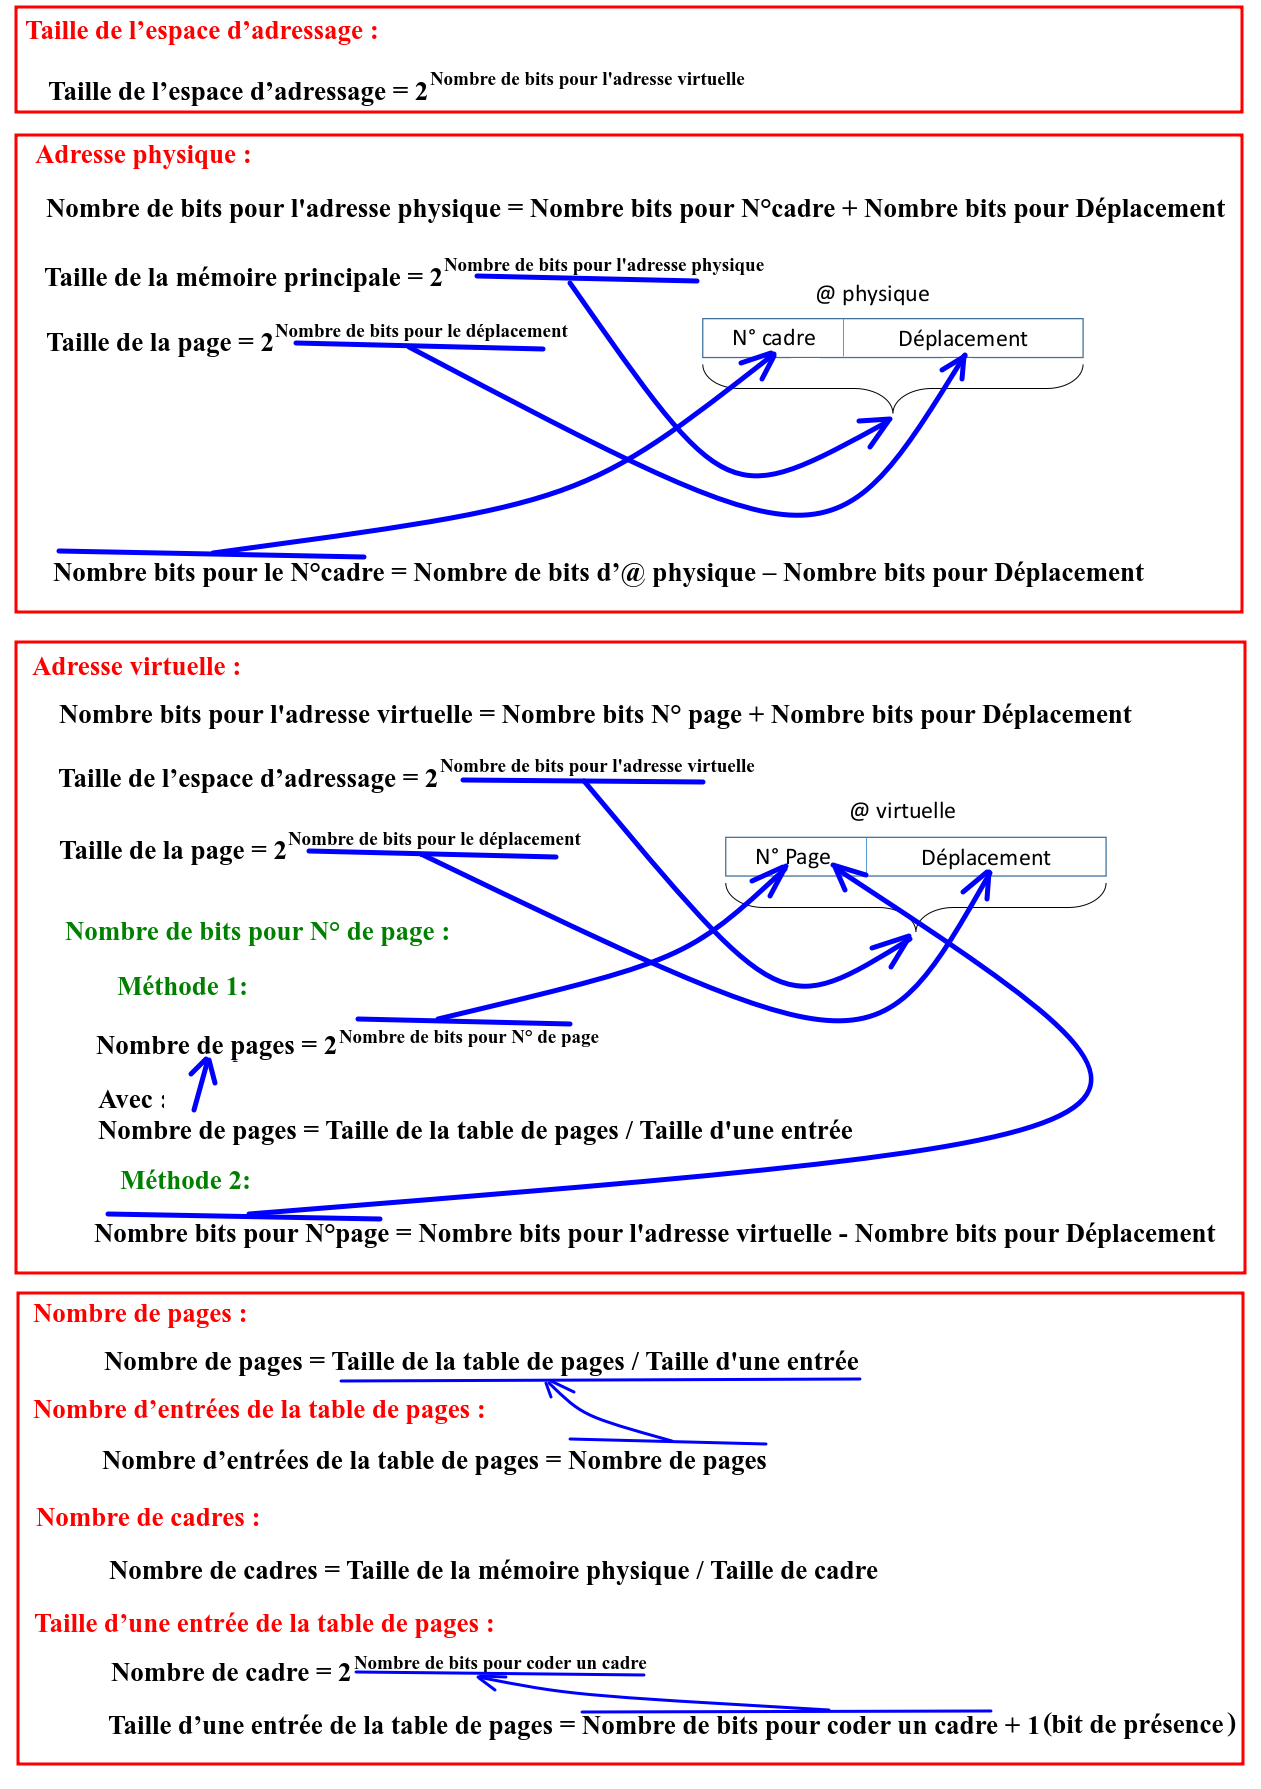 Taille de l’espace d’adressage :
Taille de l’espace d’adressage = 2^Nombre de bits pour l'adresse virtuelle
Adresse physique :
Nombre de bits pour l'adresse physique = Nombre bits pour N°cadre + Nombre bits pour Déplacement
Taille de la mémoire principale = 2^Nombre de bits pour l'adresse physique
@ physique
Taille de la page = 2^Nombre de bits pour le déplacement
N° cadre Déplacement
Nombre bits pour le N°cadre = Nombre de bits d’@ physique – Nombre bits pour Déplacement
Adresse virtuelle :
Nombre bits pour l'adresse virtuelle = Nombre bits N° page + Nombre bits pour Déplacement
Taille de l’espace d’adressage = 2^Nombre de bits pour l'adresse virtuelle
@ virtuelle
Taille de la page = 2^Nombre de bits pour le déplacement
N° Page Déplacement
Nombre de bits pour N° de page :
Méthode 1:
Nombre de pages = 2^Nombre de bits pour N° de page
Avec :
Nombre de pages = Taille de la table de pages / Taille d'une entrée
Méthode 2:
Nombre bits pour N°page = Nombre bits pour l'adresse virtuelle - Nombre bits pour Déplacement
Nombre de pages :
Nombre de pages = Taille de la table de pages / Taille d'une entrée
Nombre d’entrées de la table de pages :
Nombre d’entrées de la table de pages = Nombre de pages
Nombre de cadres :
Nombre de cadres = Taille de la mémoire physique / Taille de cadre
Taille d’une entrée de la table de pages :
Nombre de cadre = 2^Nombre de bits pour coder un cadre
Taille d’une entrée de la table de pages = Nombre de bits pour coder un cadre + 1 (bit de présence)